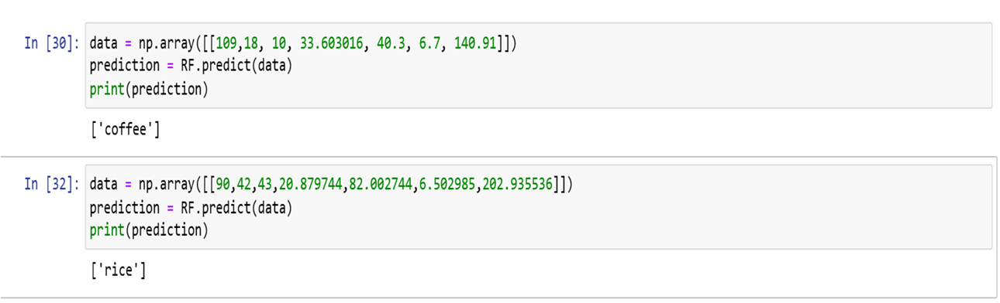 In [30]: data = np.array([[109,18, 10, 33.603016, 40.3, 6.7, 140.91]])
prediction = RF.predict(data)
print(prediction)
['coffee']
In [32]: data = np.array([[90,42,43,20.879744,82.002744,6.502985,202.935536]])
prediction = RF.predict(data)
print(prediction)
['rice']